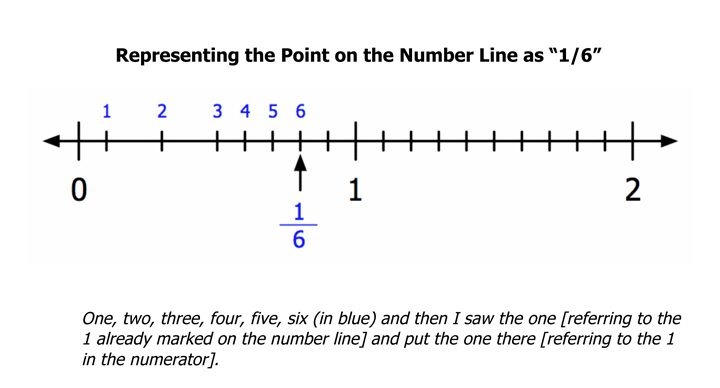 Representing the Point on the Number Line as “1/6”
1 2 3 4 5 6
0 1 2
1
6
One, two, three, four, five, six (in blue) and then I saw the one [referring to the
1 already marked on the number line] and put the one there [referring to the 1
in the numerator].